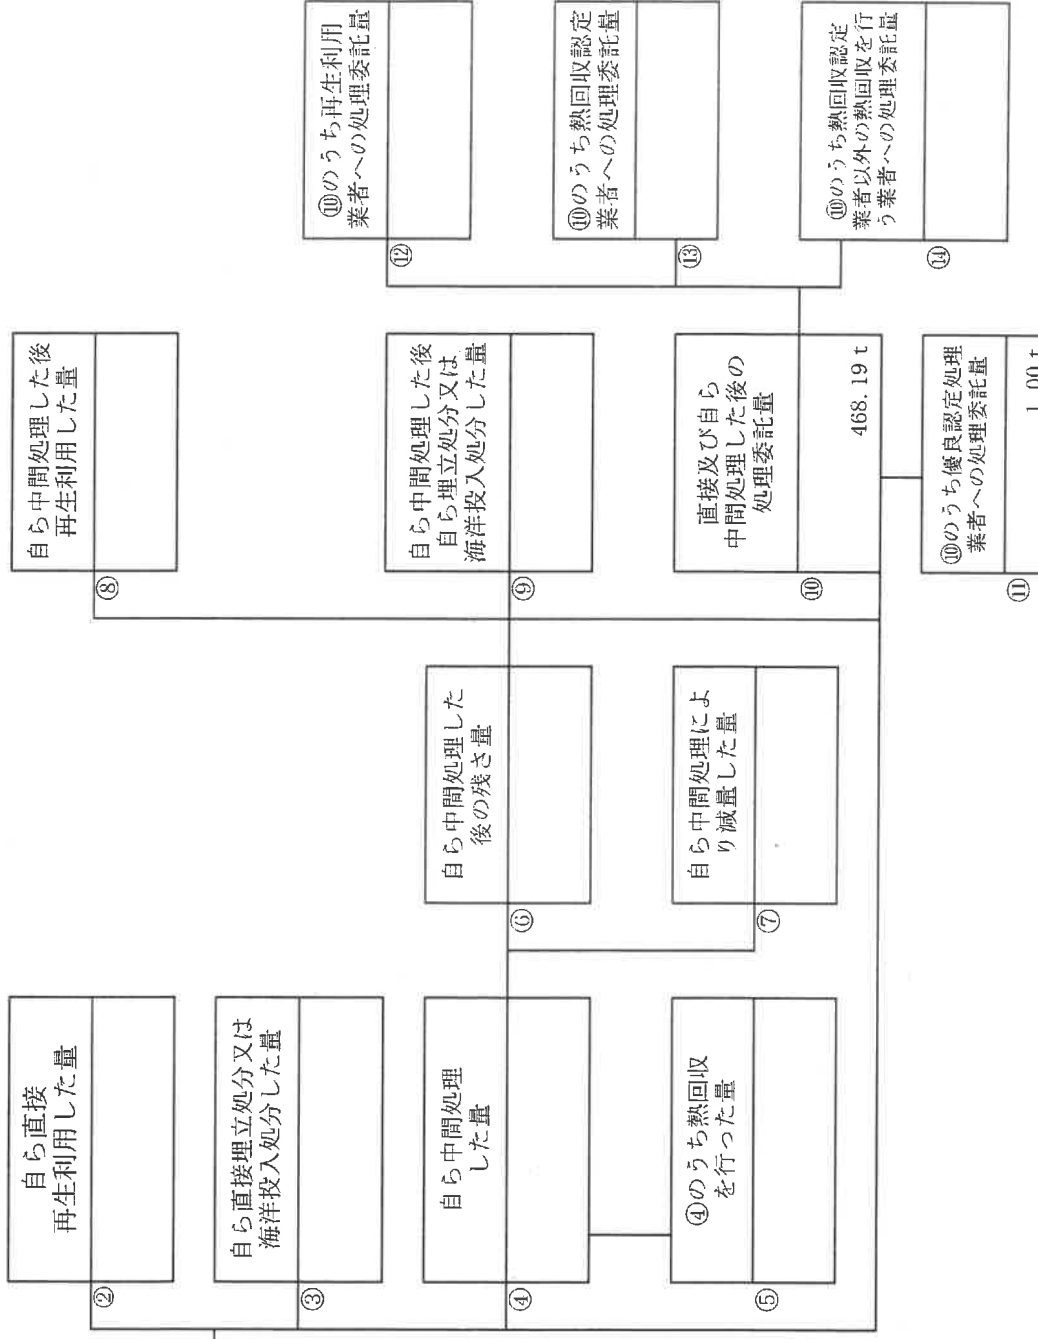 ②
自ら直接
再生利用した量
③
自ら直接埋立処分又は
海洋投入処分した量
④
自ら中間処理
した量
⑤
④のうち熱回収
を行った量
⑥
自ら中間処理した
後の残さ量
⑦
自ら中間処理によ
り減量した量
⑧
自ら中間処理した後
再生利用した量
⑨
自ら中間処理した後
自ら埋立処分又は
海洋投入処分した量
⑩
直接及び自ら
中間処理した後の
処理委託量
468.19 t
⑪
⑩のうち優良認定処理
業者への処理委託量
1.00 t
⑫
⑩のうち再生利用
業者への処理委託量
⑬
⑩のうち熱回収認定
業者への処理委託量
⑭
⑩のうち熱回収認定
業者以外の熱回収を行
う業者への処理委託量